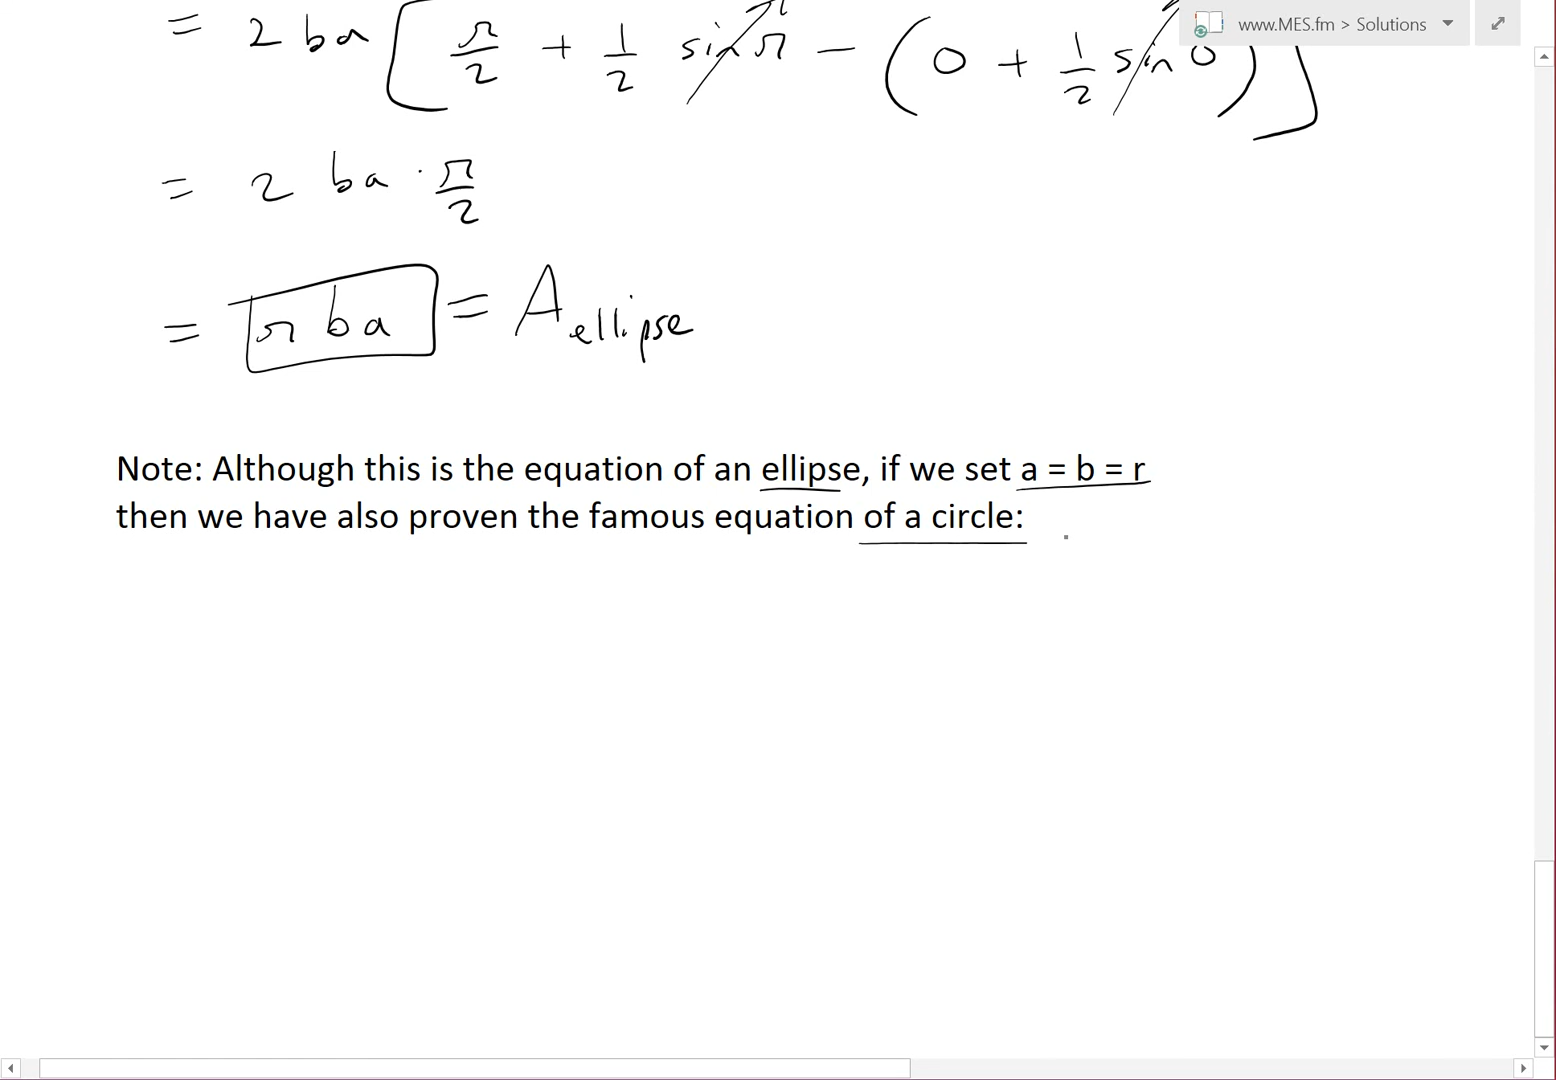 www.MES.fm > Solutions
= 2 ba [ π/2 + 1/2 sin π − ( 0 + 1/2 sin 0 ) ]
= 2 ba · π/2
= π ba = A ellipse
Note: Although this is the equation of an ellipse, if we set a = b = r
then we have also proven the famous equation of a circle: